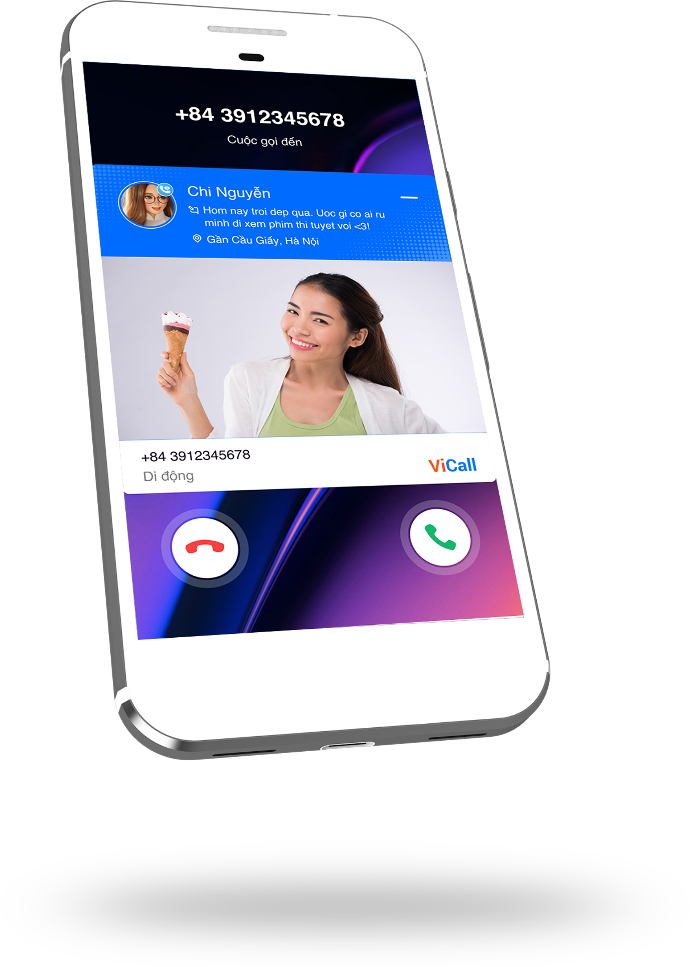 +84 3912345678
Cuộc gọi đến
Chi Nguyễn
Hom nay troi dep qua. Uoc gi co ai ru
minh di xem phim thi tuyet voi <3!
Gần Cầu Giấy, Hà Nội
+84 3912345678
Di động
ViCall